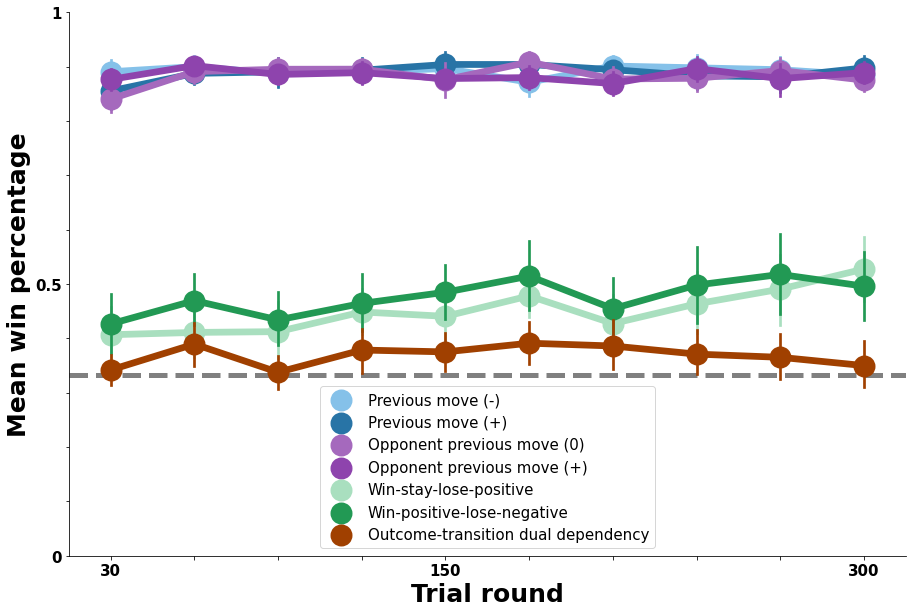 1
0.5
0
Mean win percentage
Previous move (-)
Previous move (+)
Opponent previous move (0)
Opponent previous move (+)
Win-stay-lose-positive
Win-positive-lose-negative
Outcome-transition dual dependency
30
150
300
Trial round